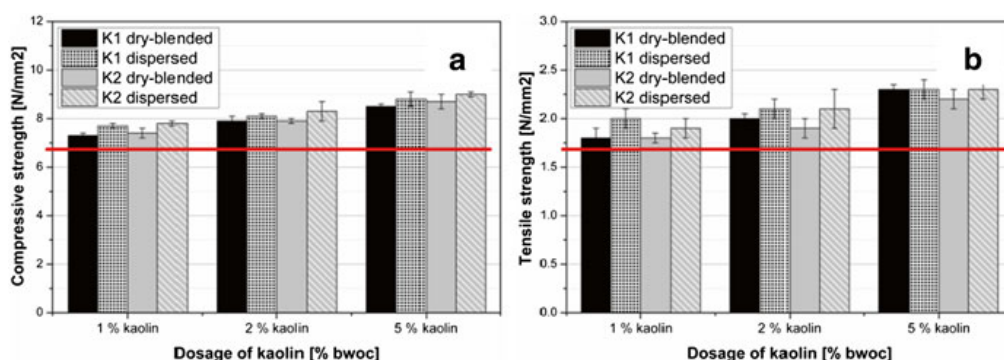 12
10
8
6
4
2
0
Compressive strength [N/mm2]
K1 dry-blended
K1 dispersed
K2 dry-blended
K2 dispersed
a
1 % kaolin
2 % kaolin
5 % kaolin
Dosage of kaolin [% bwoc]
3.0
2.5
2.0
1.5
1.0
0.5
0.0
Tensile strength [N/mm2]
K1 dry-blended
K1 dispersed
K2 dry-blended
K2 dispersed
b
1 % kaolin
2 % kaolin
5 % kaolin
Dosage of kaolin [% bwoc]